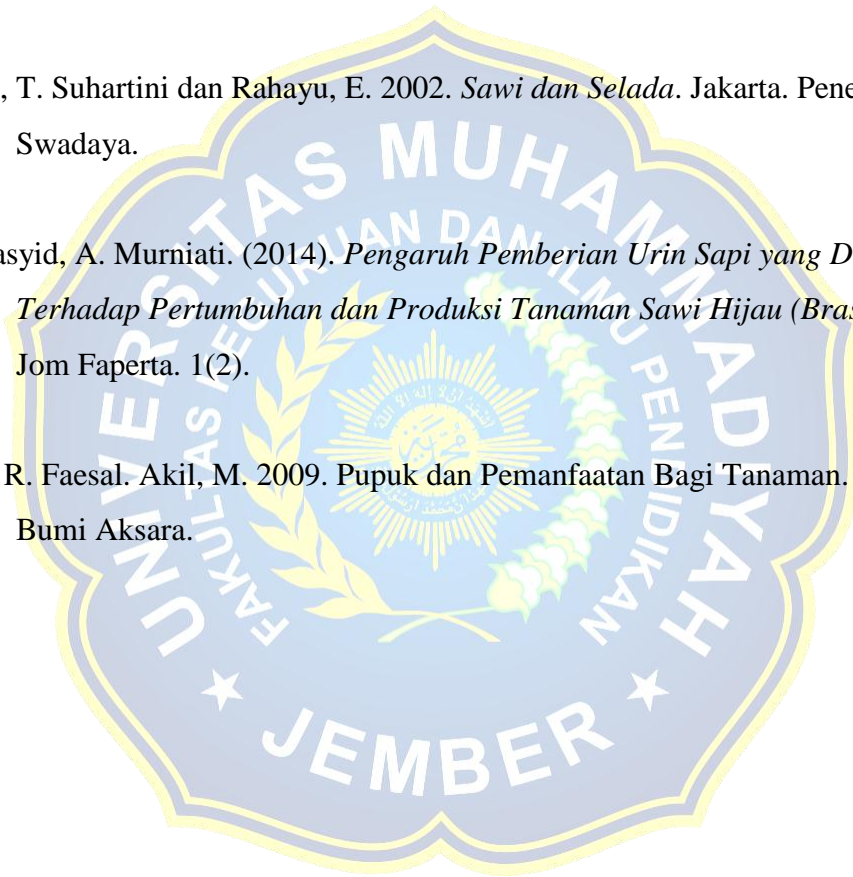 , T. Suhartini dan Rahayu, E. 2002. Sawi dan Selada. Jakarta. Pene
Swadaya.
asyid, A. Murniati. (2014). Pengaruh Pemberian Urin Sapi yang D
Terhadap Pertumbuhan dan Produksi Tanaman Sawi Hijau (Bras
Jom Faperta. 1(2).
R. Faesal. Akil, M. 2009. Pupuk dan Pemanfaatan Bagi Tanaman.
Bumi Aksara.
UNIVERSITAS MUHAMMADIYAH
FAKULTAS KEGURUAN DAN ILMU PENDIDIKAN
JEMBER